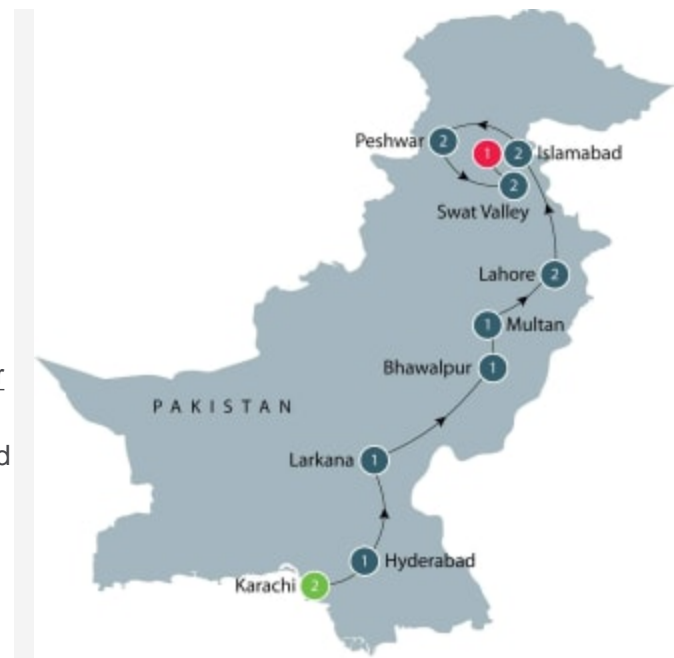 Peshwar 2 1 2 Islamabad
2
Swat Valley
Lahore 2
1 Multan
Bhawalpur 1
r
PAKISTAN
d
Larkana 1
1 Hyderabad
Karachi 2